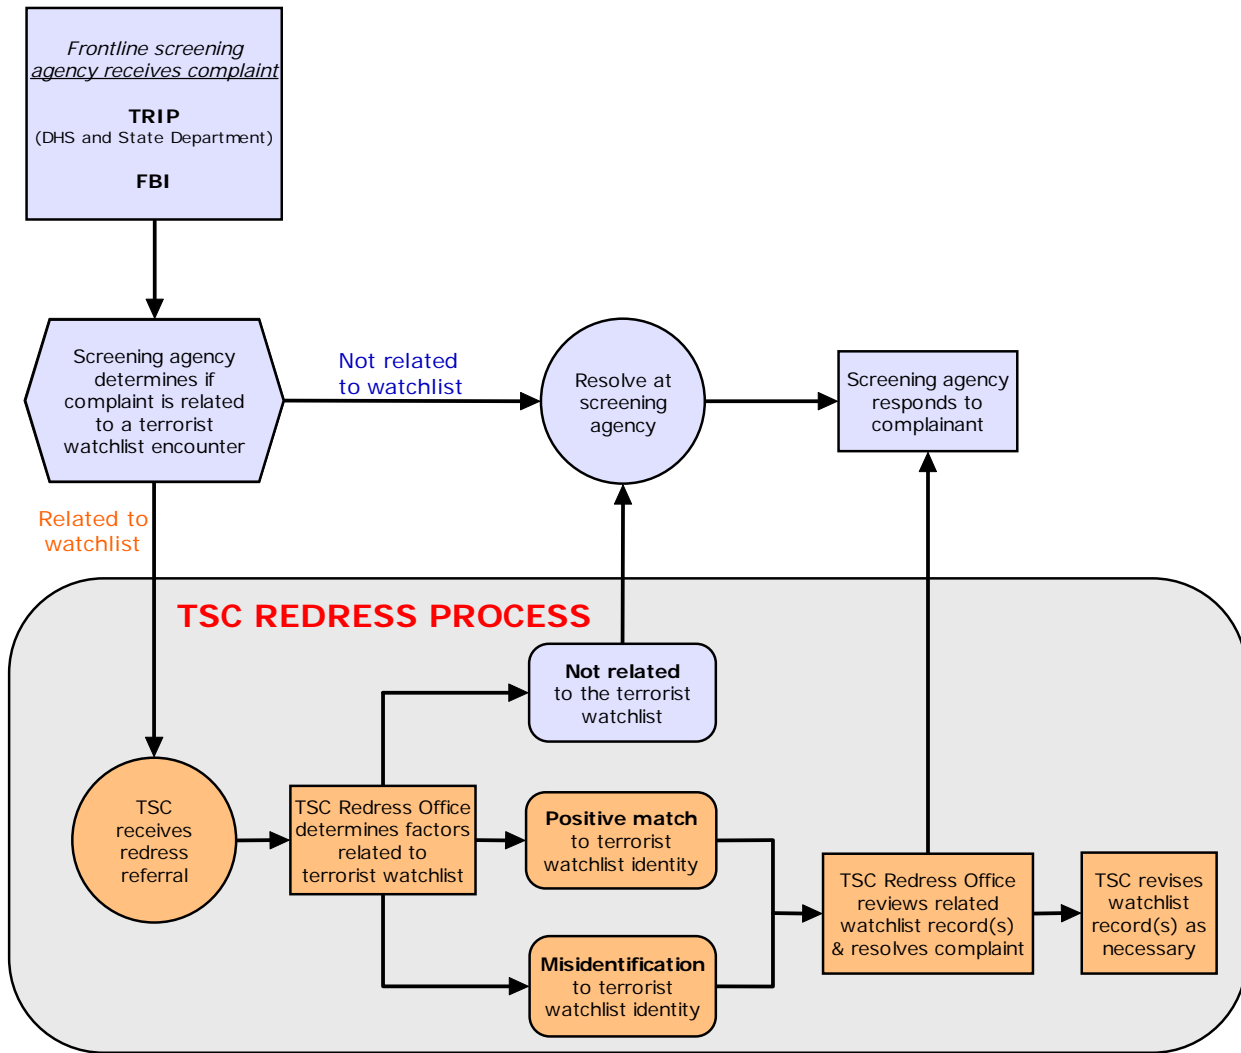 Frontline screening
agency receives complaint
TRIP
(DHS and State Department)
FBI
Screening agency
determines if
complaint is related
to a terrorist
watchlist encounter
Not related
to watchlist
Resolve at
screening
agency
Screening agency
responds to
complainant
Related to
watchlist
TSC REDRESS PROCESS
Not related
to the terrorist
watchlist
TSC
receives
redress
referral
TSC Redress Office
determines factors
related to
terrorist watchlist
Positive match
to terrorist
watchlist identity
Misidentification
to terrorist
watchlist identity
TSC Redress Office
reviews related
watchlist record(s)
& resolves complaint
TSC revises
watchlist
record(s) as
necessary